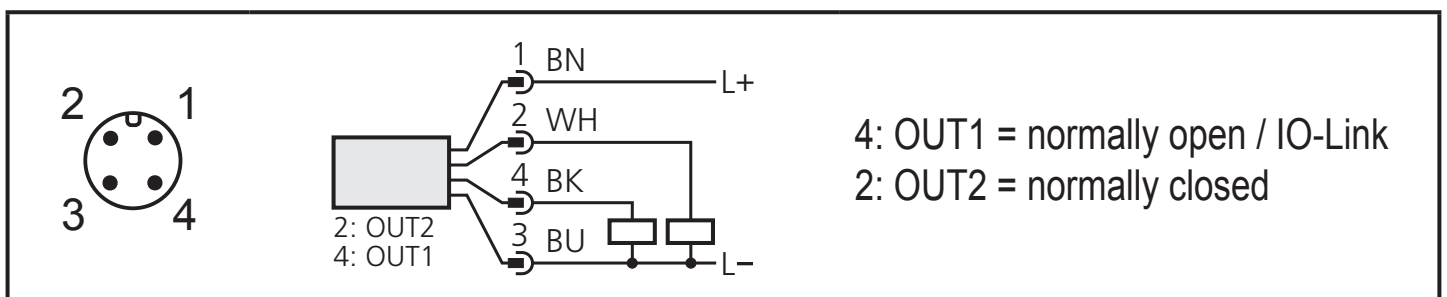 2 1
3 4
1 BN
L+
2 WH
4 BK
3 BU
L−
2: OUT2
4: OUT1
4: OUT1 = normally open / IO-Link
2: OUT2 = normally closed